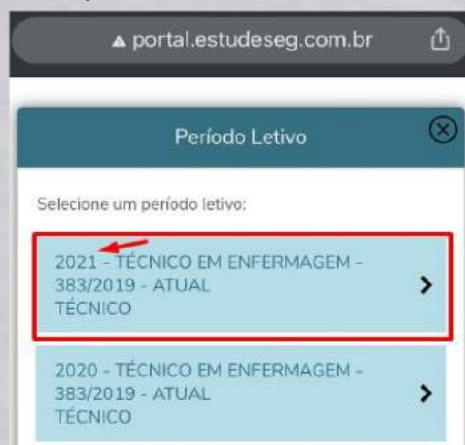 portal.estudeseg.com.br
Período Letivo
Selecione um período letivo:
2021 - TÉCNICO EM ENFERMAGEM -
383/2019 - ATUAL
TÉCNICO
2020 - TÉCNICO EM ENFERMAGEM -
383/2019 - ATUAL
TÉCNICO